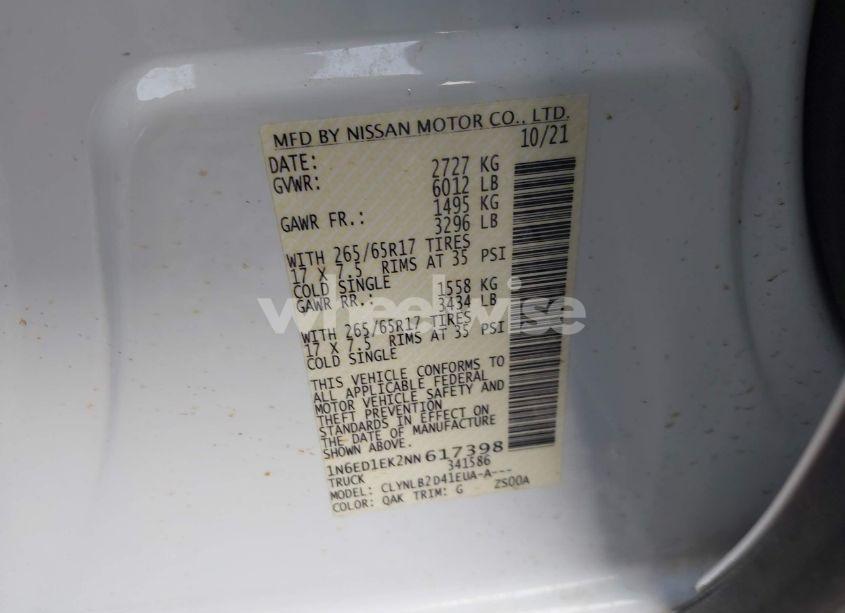 MFD BY NISSAN MOTOR CO., LTD.
DATE: 10/21
GVWR: 2727 KG
6012 LB
GAWR FR.: 1495 KG
3296 LB
WITH 265/65R17 TIRES
17 X 7.5 RIMS AT 35 PSI
COLD SINGLE
GAWR RR.: 1558 KG
3434 LB
WITH 265/65R17 TIRES
17 X 7.5 RIMS AT 35 PSI
COLD SINGLE
THIS VEHICLE CONFORMS TO
ALL APPLICABLE FEDERAL
MOTOR VEHICLE SAFETY AND
THEFT PREVENTION
STANDARDS IN EFFECT ON
THE DATE OF MANUFACTURE
SHOWN ABOVE.
1N6ED1EK2NN617398
TRUCK 341586
MODEL: CLYNLB2D41EUA-A---
COLOR: QAK TRIM: G ZS00A
wheelwise